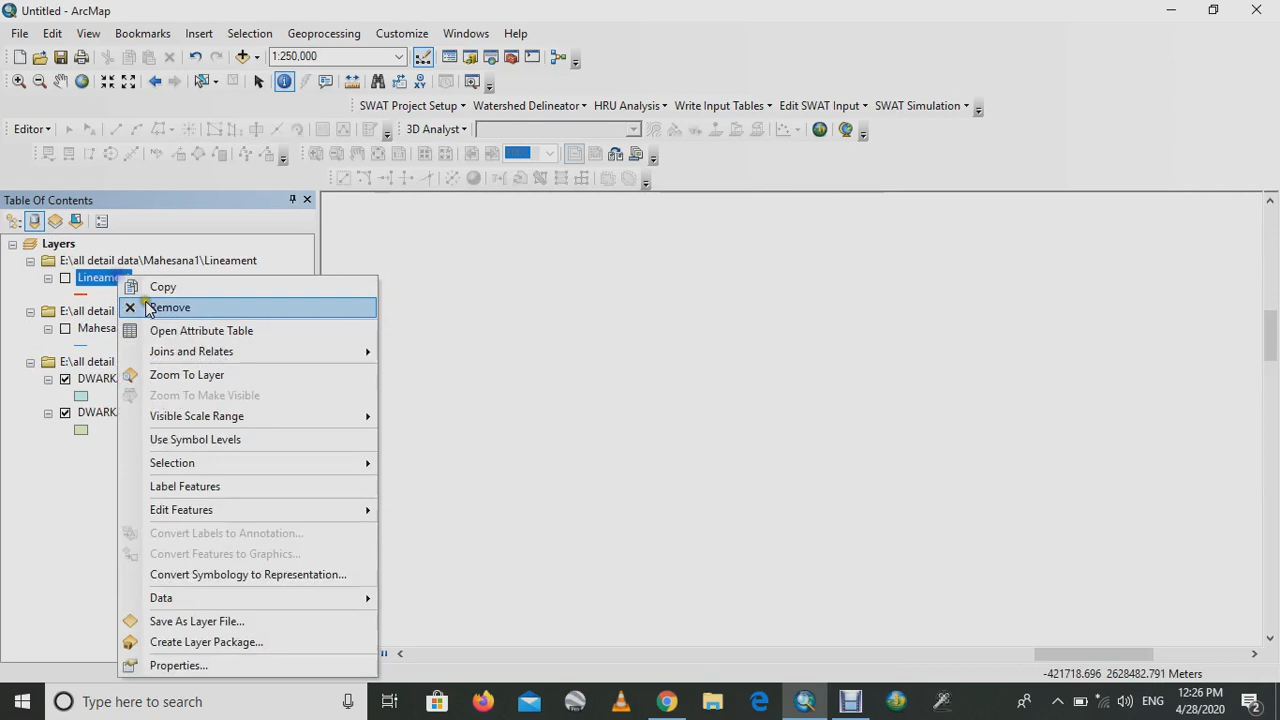 Untitled - ArcMap
File Edit View Bookmarks Insert Selection Geoprocessing Customize Windows Help
1:250,000
SWAT Project Setup Watershed Delineator HRU Analysis Write Input Tables Edit SWAT Input SWAT Simulation
Editor 3D Analyst
Table Of Contents
Layers
E:\all detail data\Mahesana1\Lineament
Lineam
Copy
Remove
E:\all detail
Mahesa
Open Attribute Table
Joins and Relates
E:\all detail
DWARK
Zoom To Layer
Zoom To Make Visible
DWARK
Visible Scale Range
Use Symbol Levels
Selection
Label Features
Edit Features
Convert Labels to Annotation...
Convert Features to Graphics...
Convert Symbology to Representation...
Data
Save As Layer File...
Create Layer Package...
Properties...
-421718.696 2628482.791 Meters
Type here to search
ENG
12:26 PM
4/28/2020
2